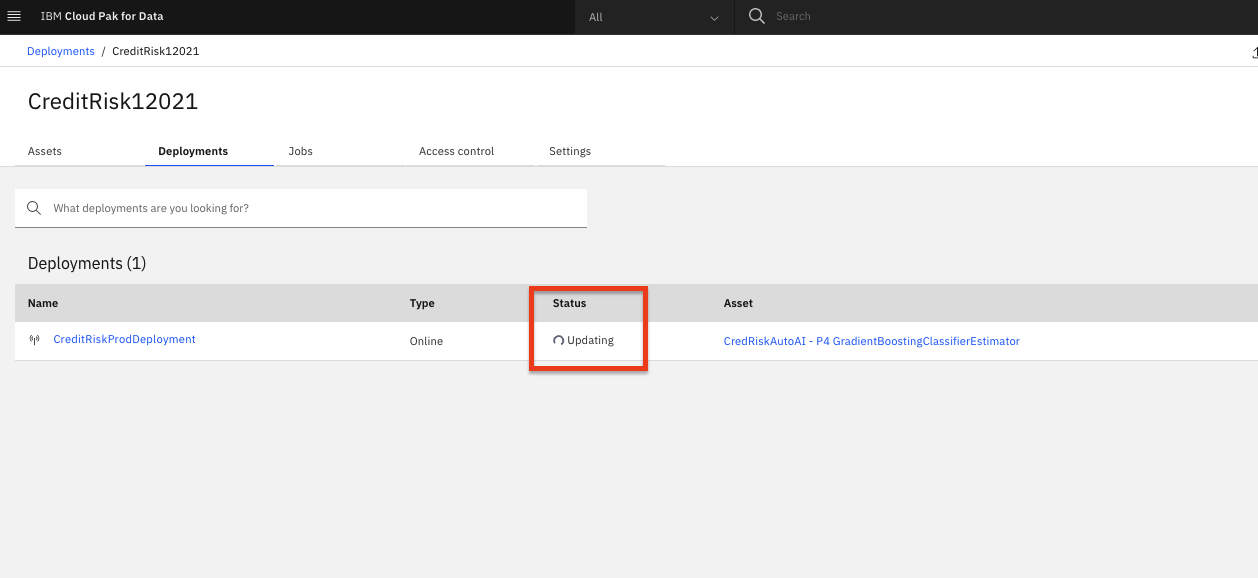 IBM Cloud Pak for Data All Search
Deployments / CreditRisk12021
CreditRisk12021
Assets Deployments Jobs Access control Settings
What deployments are you looking for?
Deployments (1)
Name Type Status Asset
CreditRiskProdDeployment Online Updating CredRiskAutoAI - P4 GradientBoostingClassifierEstimator